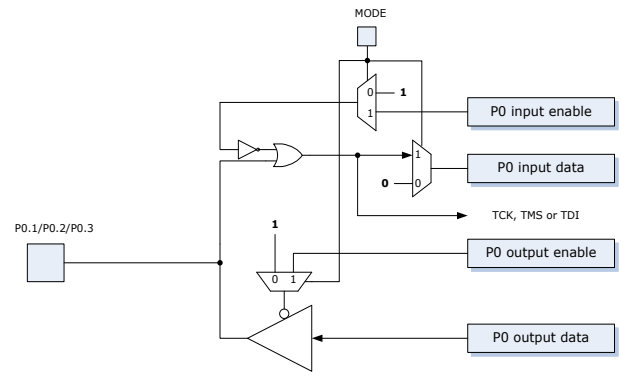 MODE
0
1
1
P0 input enable
1
P0 input data
0
0
TCK, TMS or TDI
P0.1/P0.2/P0.3
1
P0 output enable
0 1
P0 output data